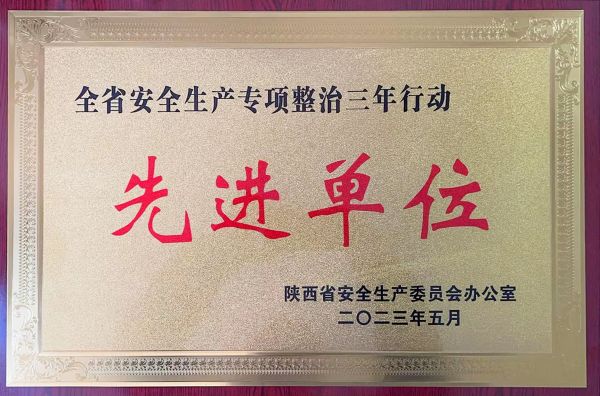 全省安全生产专项整治三年行动
先进单位
陕西省安全生产委员会办公室
二〇二三年五月